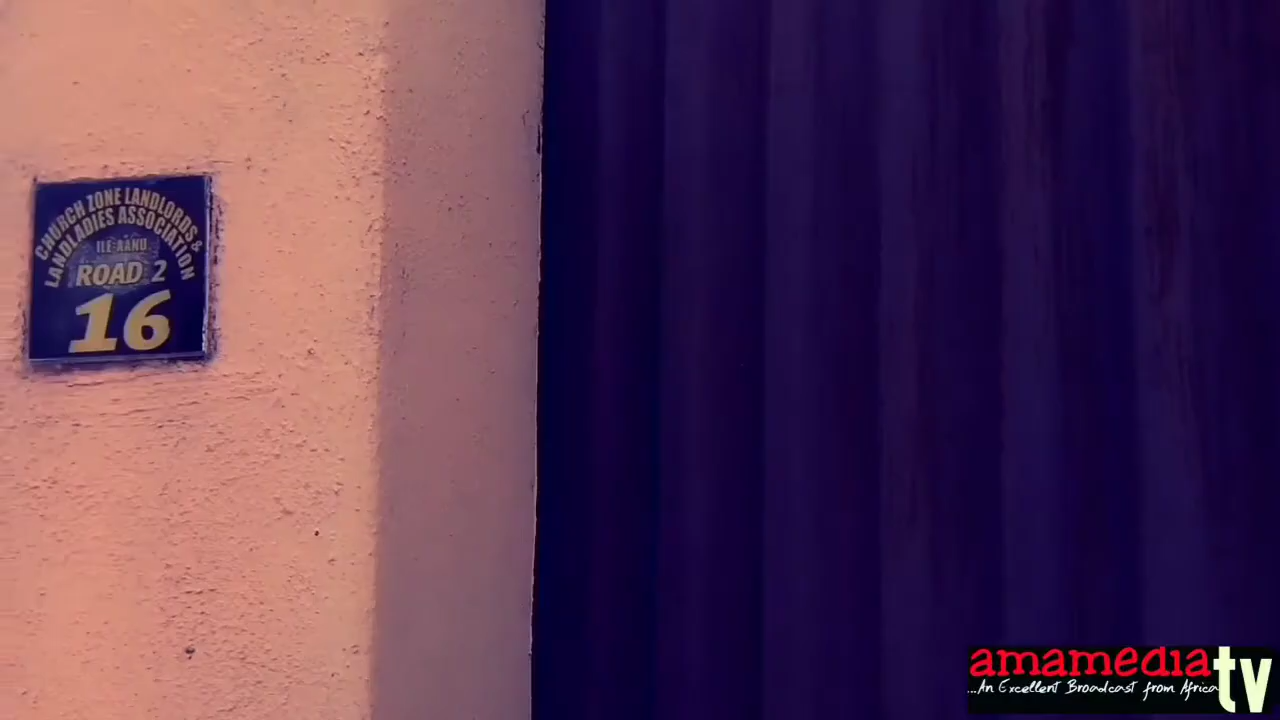 CHURCH ZONE LANDLORDS &
LANDLADIES ASSOCIATION
ILE-AANU
ROAD 2
16
amamedia tv
...An Excellent Broadcast from Africa